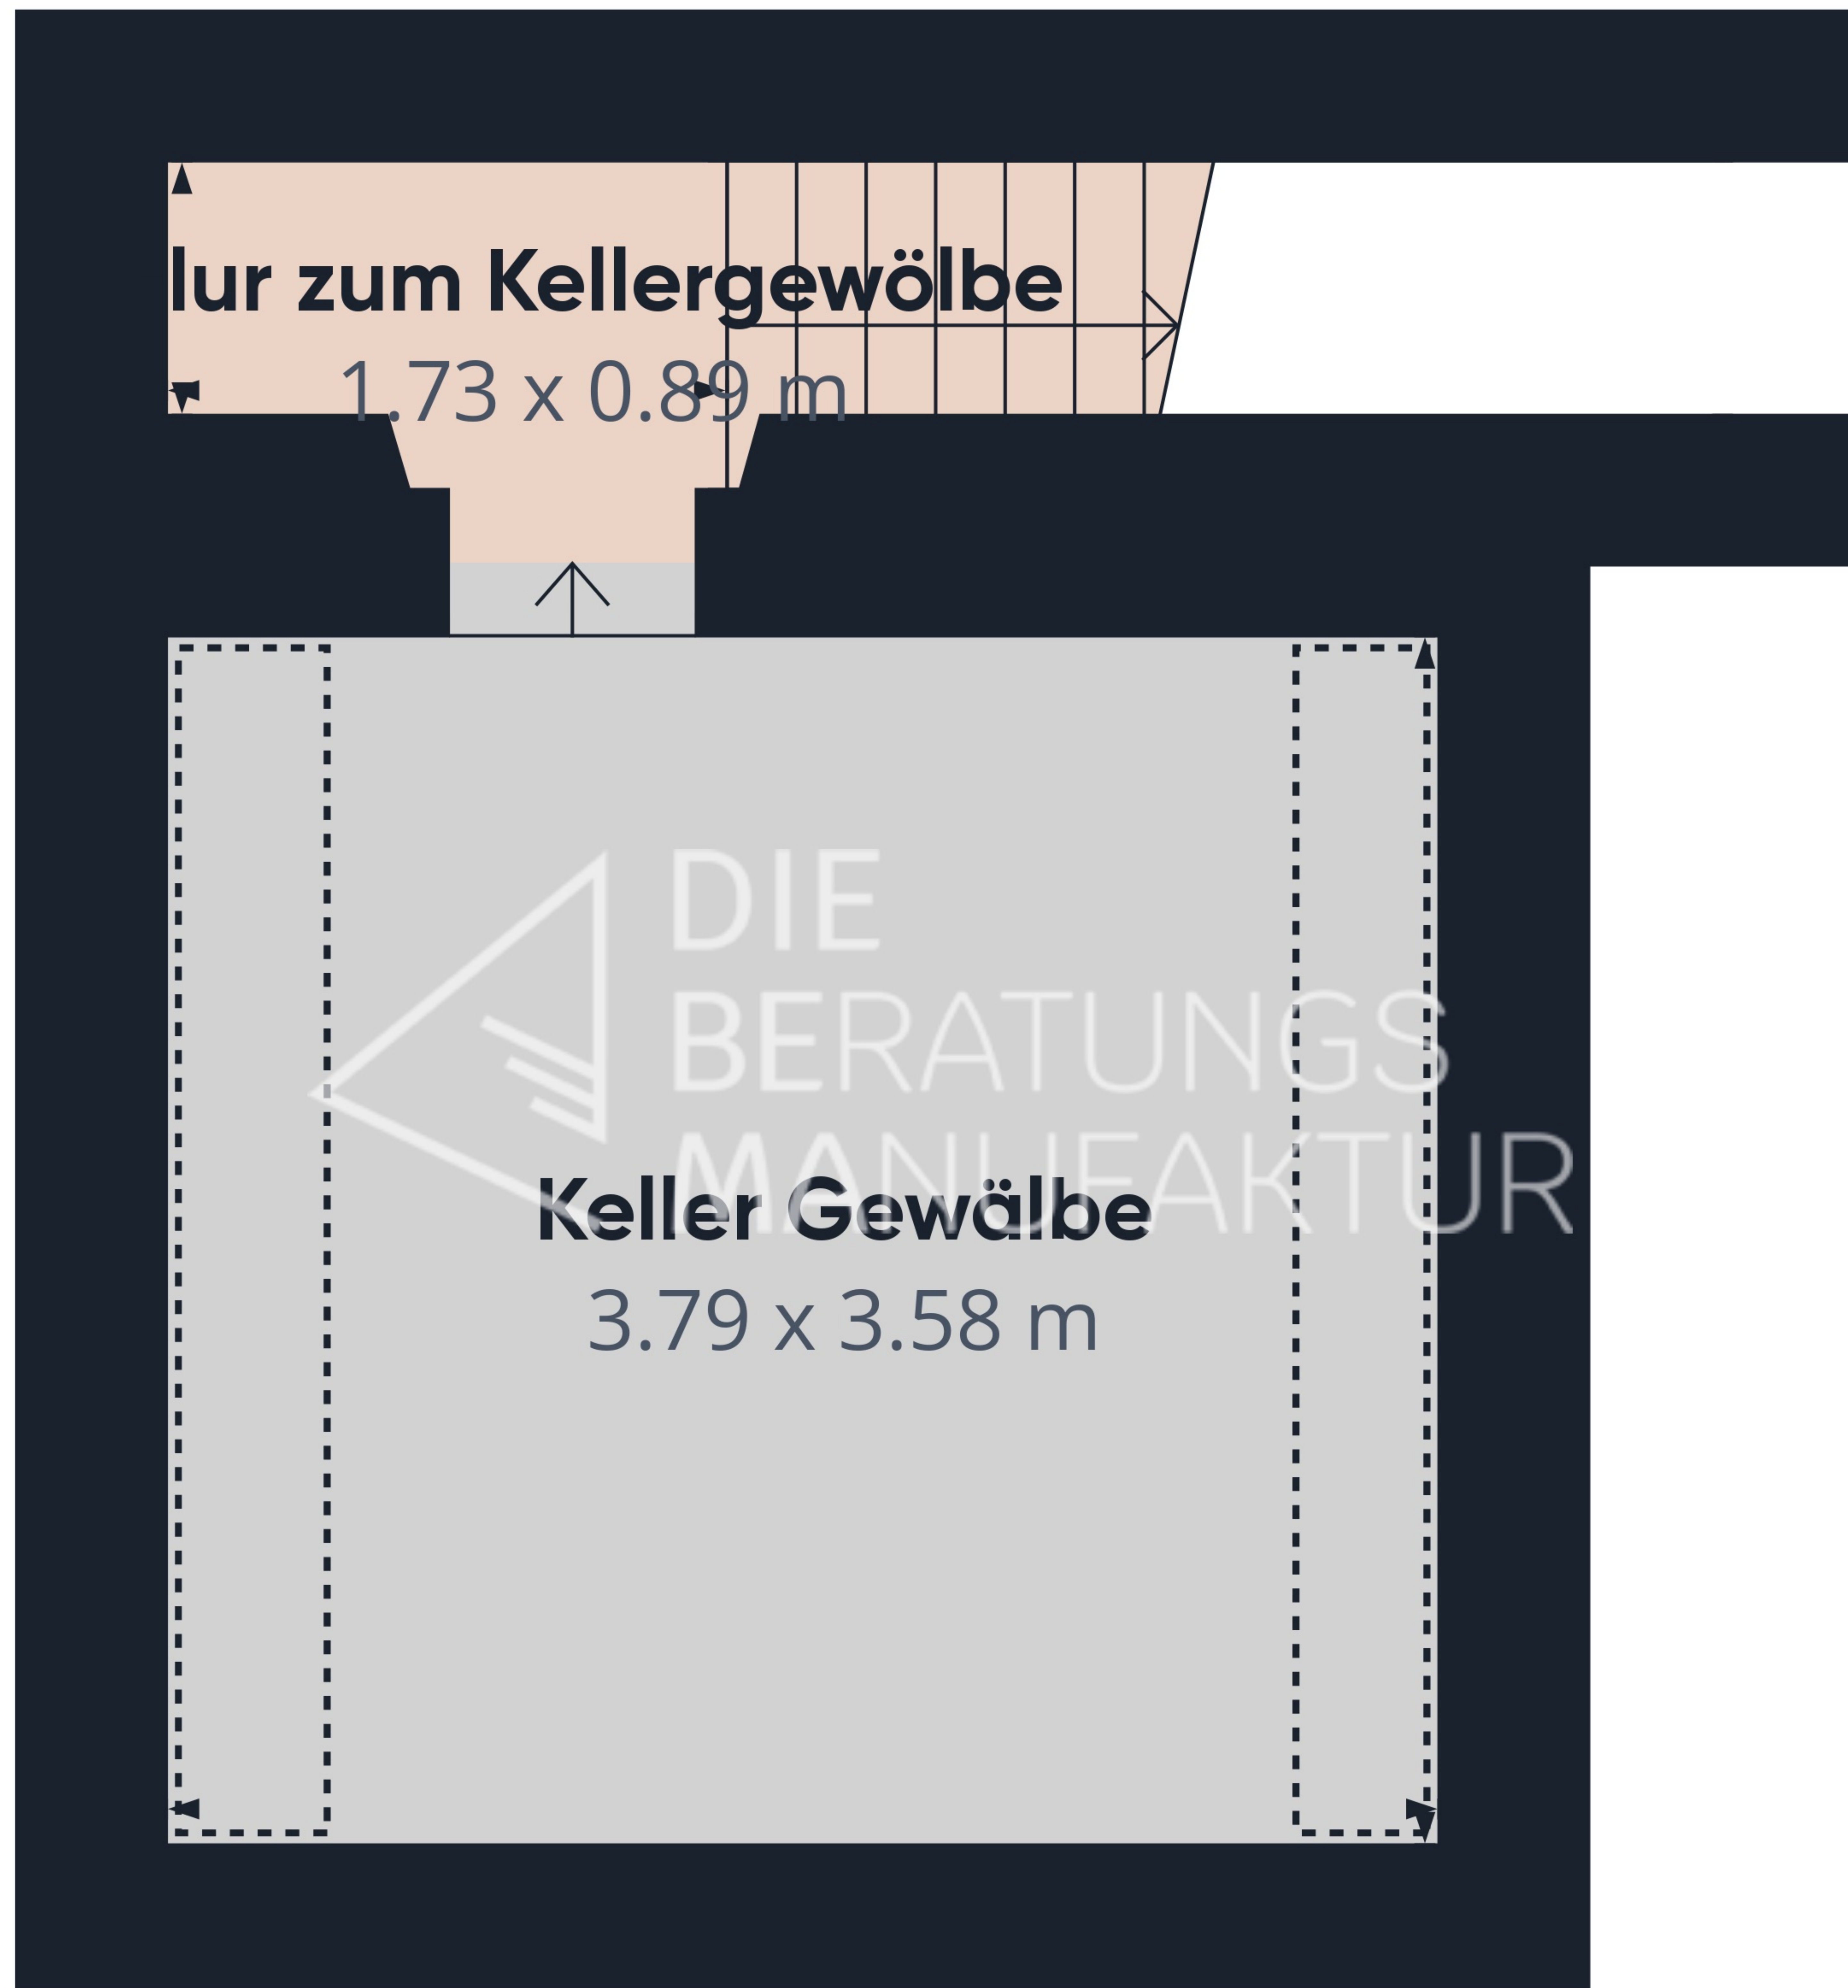 lur zum Kellergewölbe
1.73 x 0.89 m
DIE
BERATUNGS
MANUFAKTUR
Keller Gewälbe
3.79 x 3.58 m